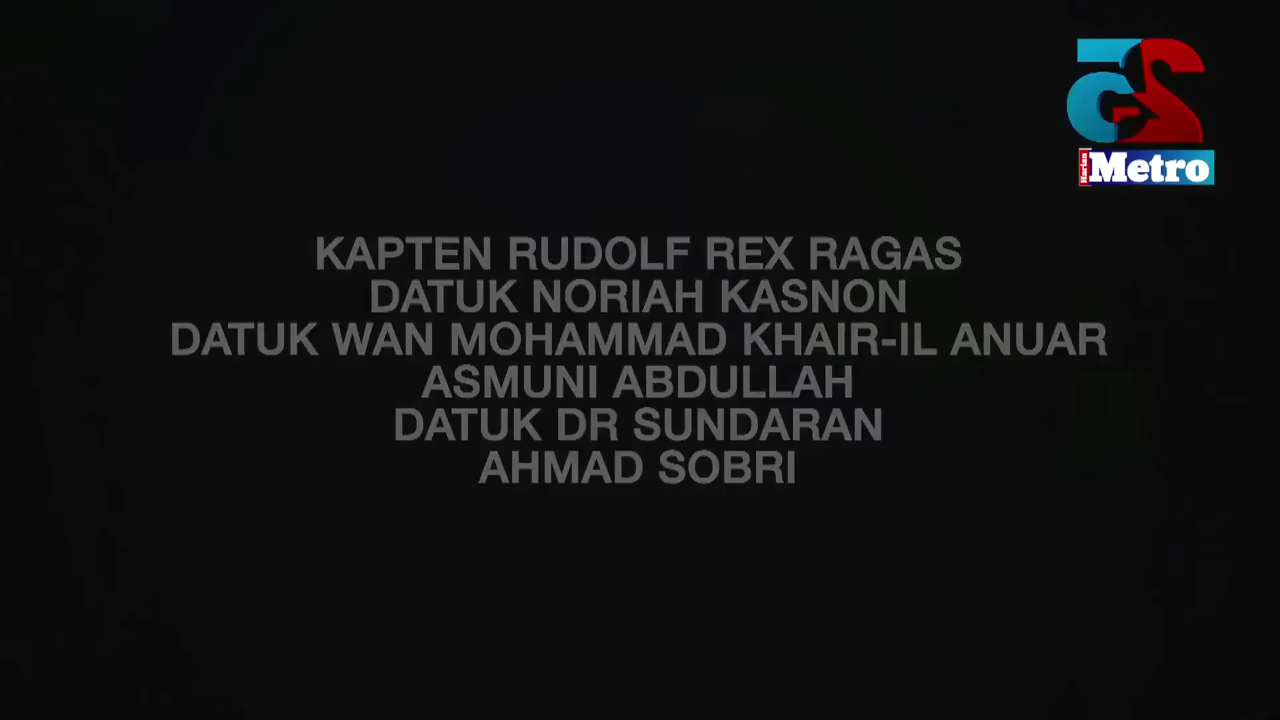 Harian Metro
KAPTEN RUDOLF REX RAGAS
DATUK NORIAH KASNON
DATUK WAN MOHAMMAD KHAIR-IL ANUAR
ASMUNI ABDULLAH
DATUK DR SUNDARAN
AHMAD SOBRI